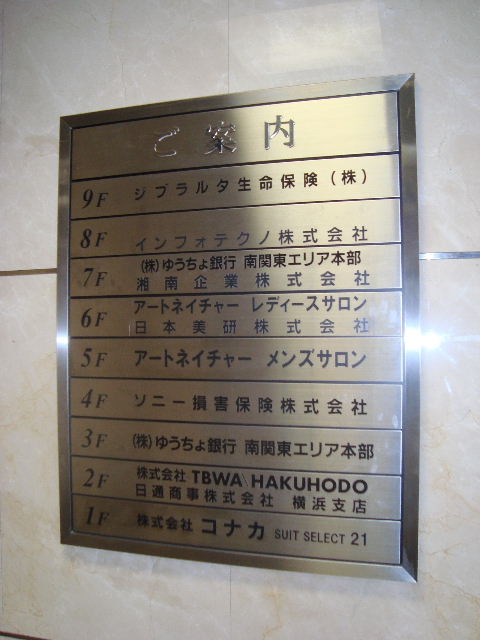 ご案内
9F ジブラルタ生命保険(株)
8F インフォテクノ株式会社
7F (株)ゆうちょ銀行 南関東エリア本部
湘南企業株式会社
6F アートネイチャー レディースサロン
日本美研株式会社
5F アートネイチャー メンズサロン
4F ソニー損害保険株式会社
3F (株)ゆうちょ銀行 南関東エリア本部
2F 株式会社 TBWA\HAKUHODO
日通商事株式会社 横浜支店
1F 株式会社 コナカ SUIT SELECT 21